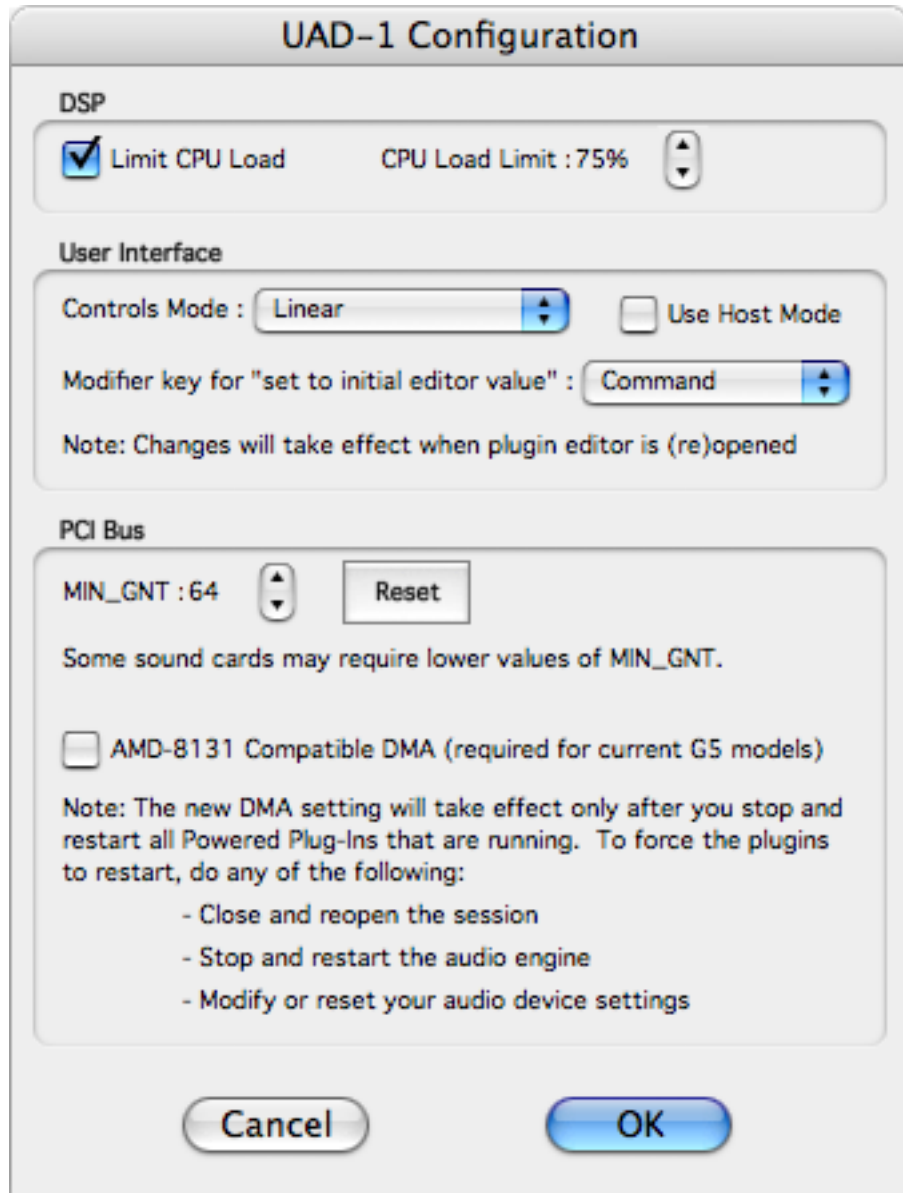 UAD-1 Configuration
DSP
Limit CPU Load CPU Load Limit : 75%
User Interface
Controls Mode : Linear Use Host Mode
Modifier key for "set to initial editor value" : Command
Note: Changes will take effect when plugin editor is (re)opened
PCI Bus
MIN_GNT : 64 Reset
Some sound cards may require lower values of MIN_GNT.
AMD-8131 Compatible DMA (required for current G5 models)
Note: The new DMA setting will take effect only after you stop and
restart all Powered Plug-Ins that are running. To force the plugins
to restart, do any of the following:
- Close and reopen the session
- Stop and restart the audio engine
- Modify or reset your audio device settings
Cancel OK